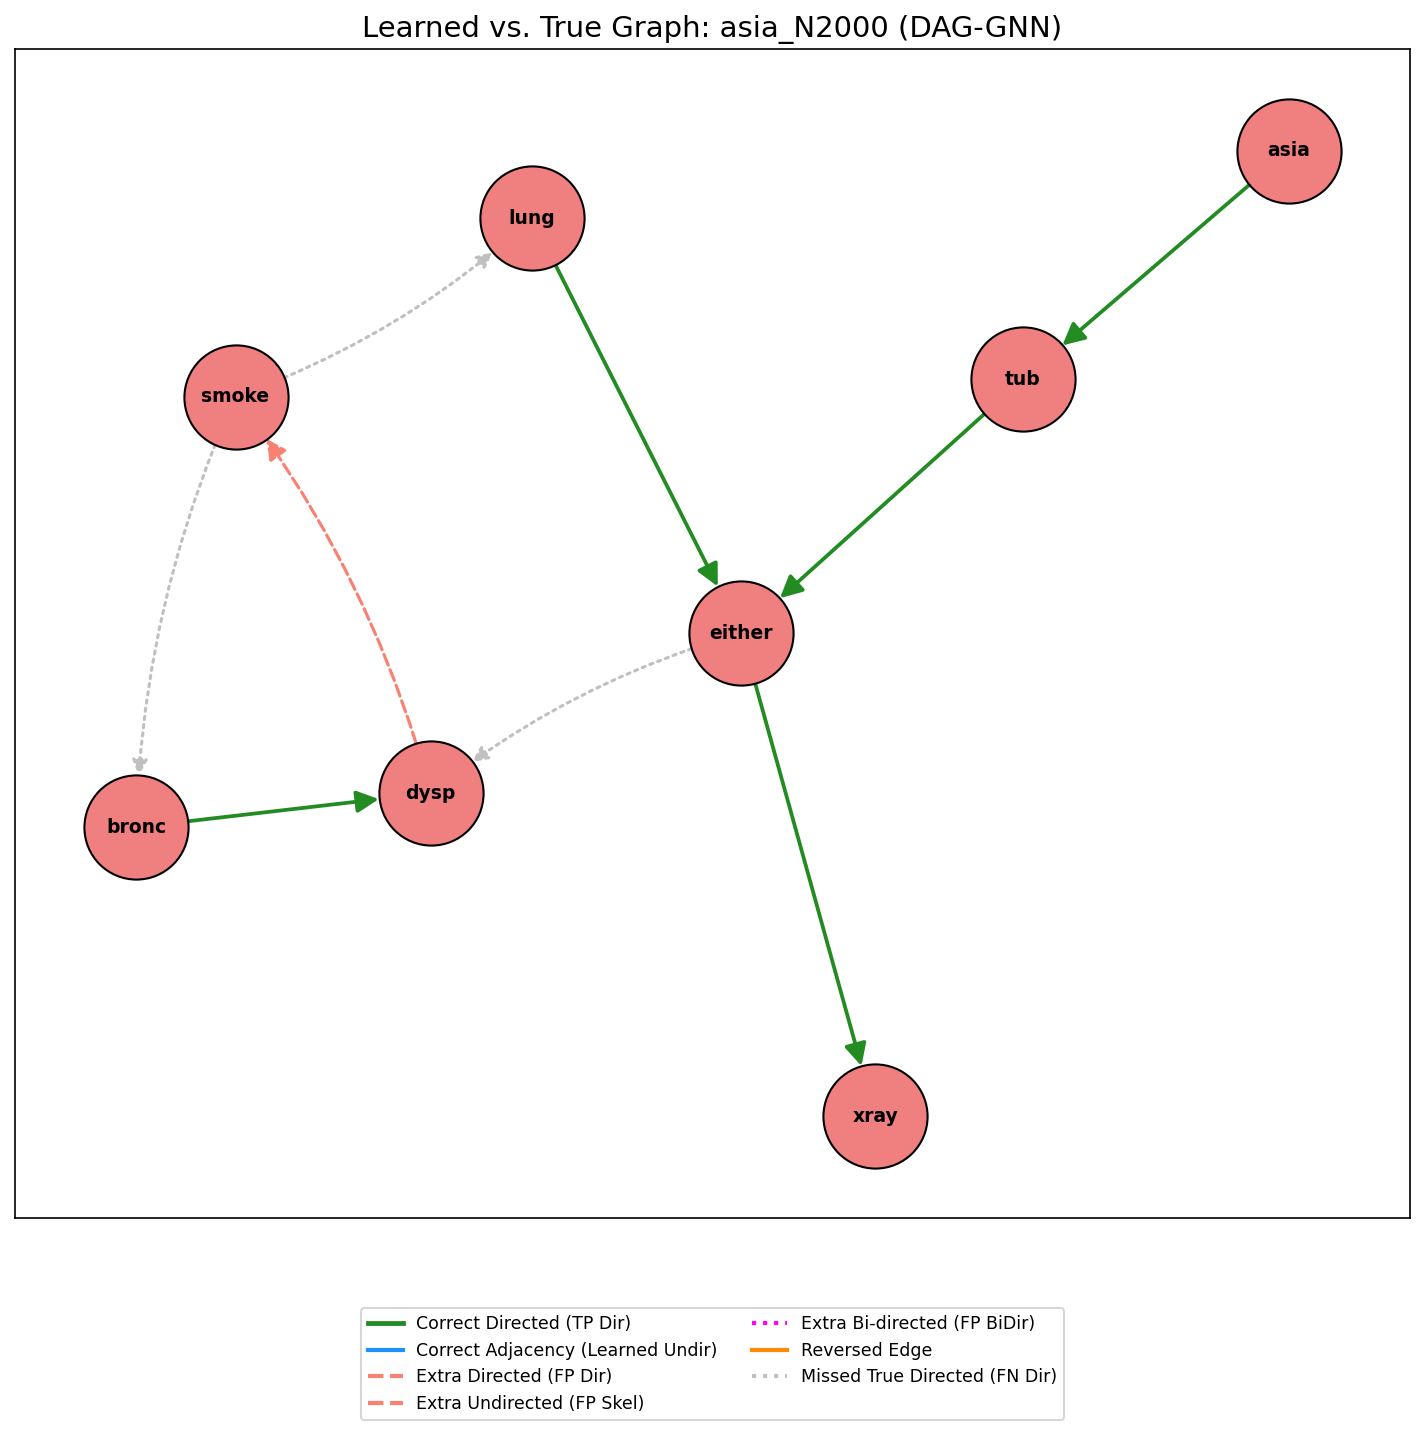 Learned vs. True Graph: asia_N2000 (DAG-GNN)
asia
lung
tub
smoke
either
dysp
bronc
xray
Correct Directed (TP Dir)
Correct Adjacency (Learned Undir)
Extra Directed (FP Dir)
Extra Undirected (FP Skel)
Extra Bi-directed (FP BiDir)
Reversed Edge
Missed True Directed (FN Dir)